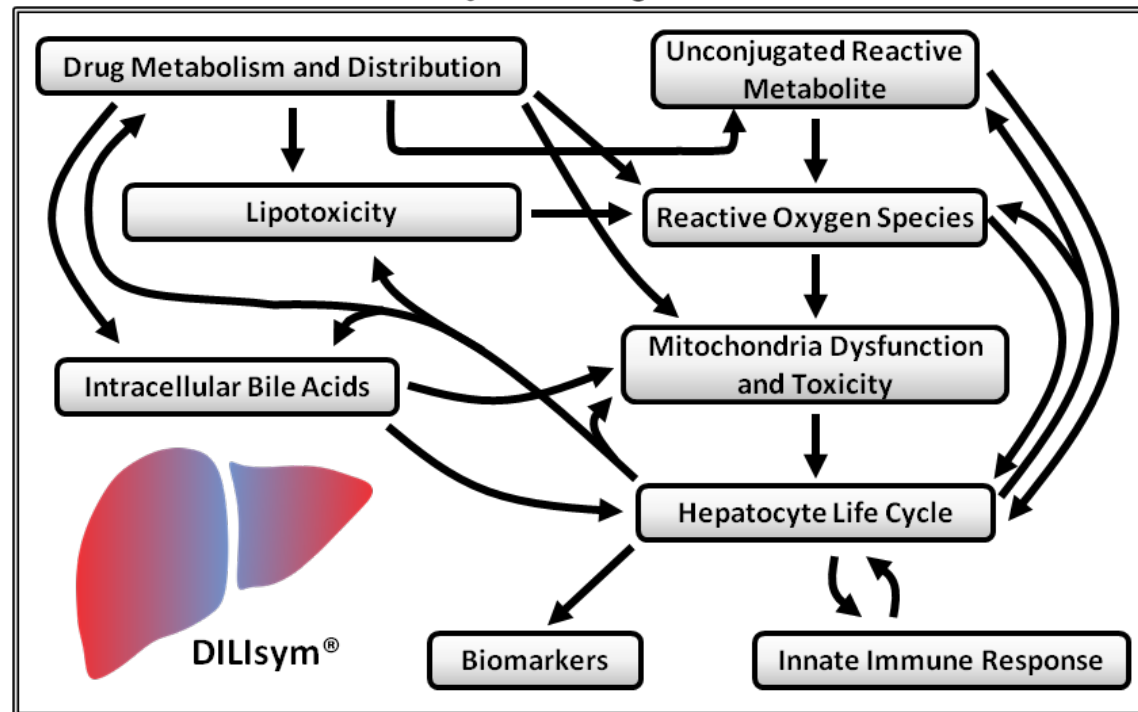 Drug Metabolism and Distribution
Unconjugated Reactive
Metabolite
Lipotoxicity
Reactive Oxygen Species
Mitochondria Dysfunction
and Toxicity
Intracellular Bile Acids
Hepatocyte Life Cycle
DILIsym®
Biomarkers
Innate Immune Response